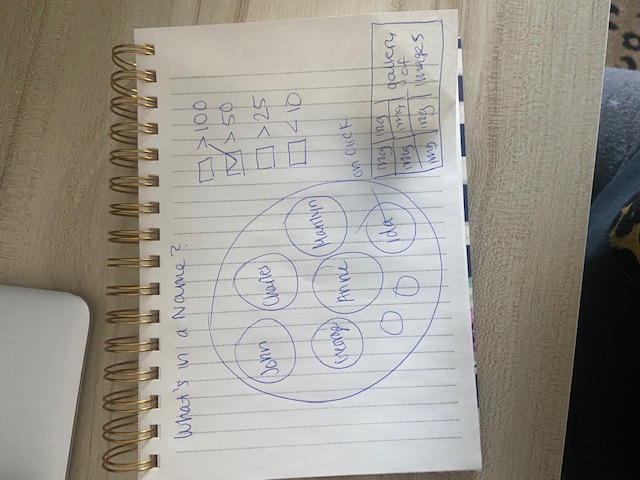 What's in a Name?
>100
>50
>25
<10
John
Charles
George
Anne
Marilyn
Ida
on click
img img
img img
img img
gallery
of
images